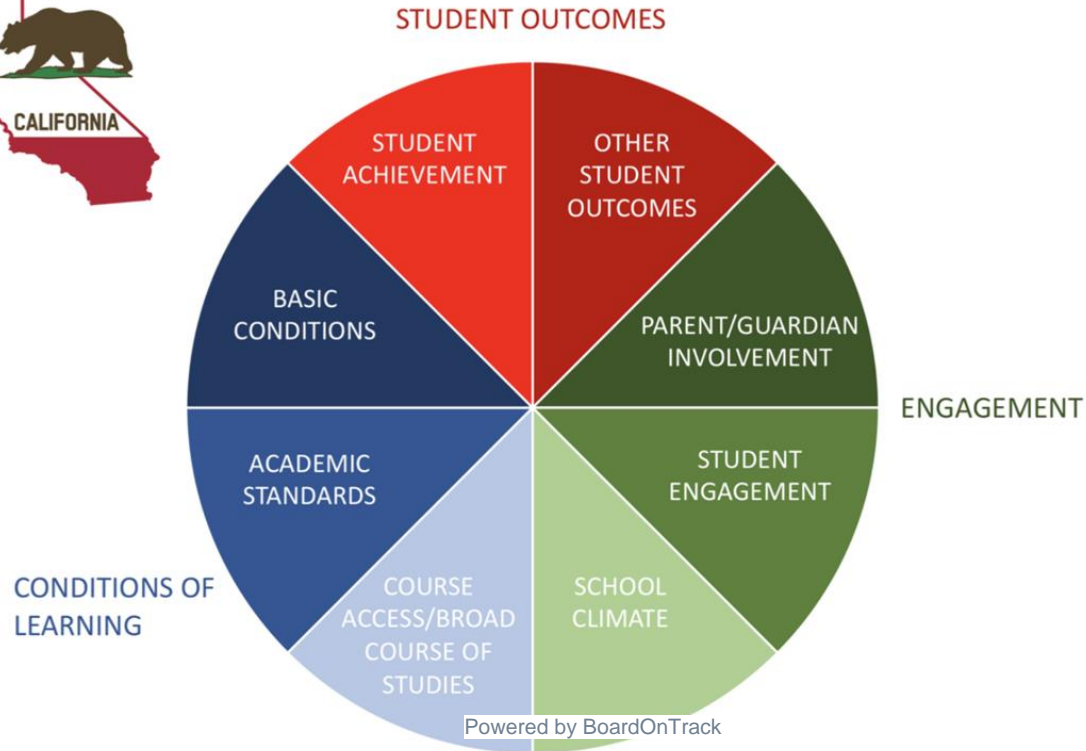 STUDENT OUTCOMES
CALIFORNIA
STUDENT
ACHIEVEMENT
OTHER
STUDENT
OUTCOMES
BASIC
CONDITIONS
PARENT/GUARDIAN
INVOLVEMENT
ENGAGEMENT
ACADEMIC
STANDARDS
STUDENT
ENGAGEMENT
CONDITIONS OF
LEARNING
COURSE
ACCESS/BROAD
COURSE OF
STUDIES
SCHOOL
CLIMATE
Powered by BoardOnTrack